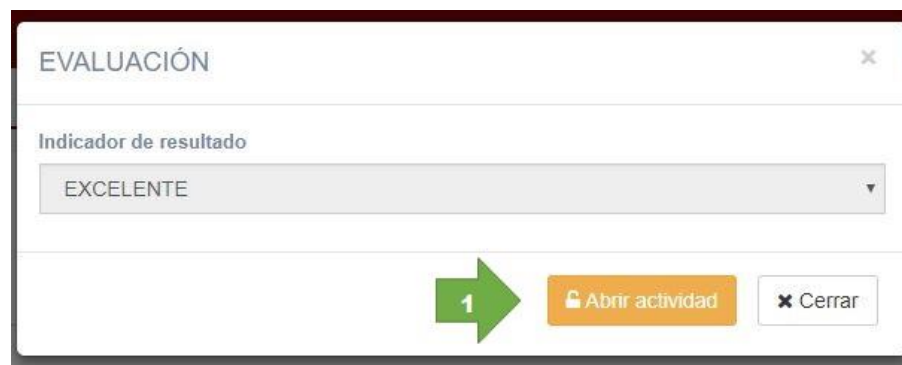 EVALUACIÓN
Indicador de resultado
EXCELENTE
1
Abrir actividad
Cerrar